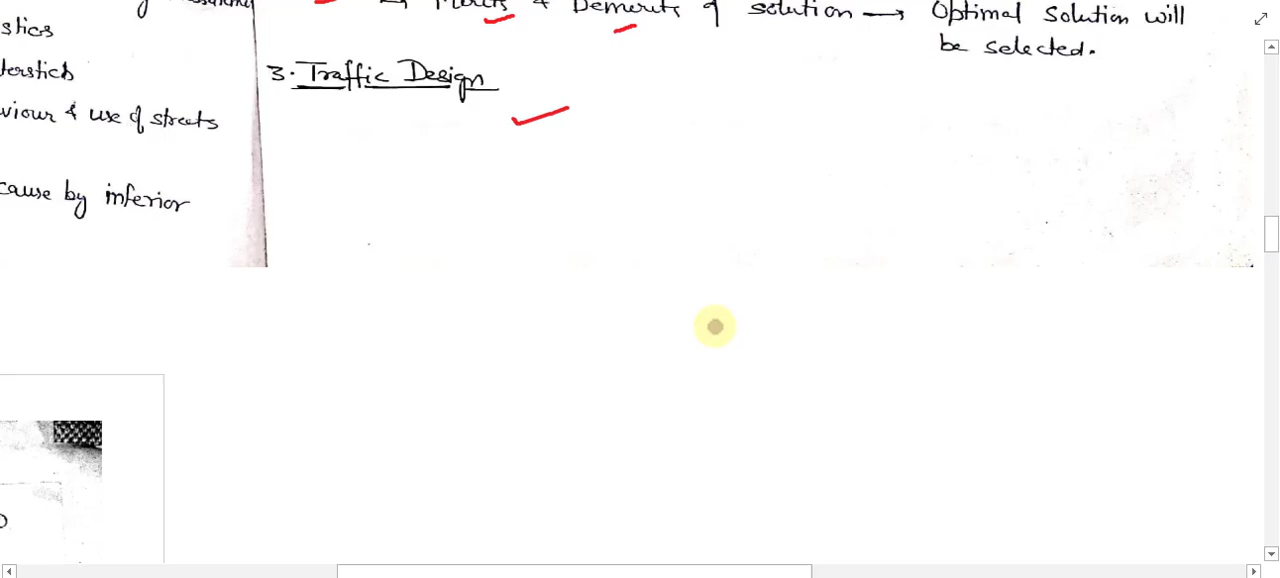 stics
Merits & Demerits of solution → Optimal Solution will
be selected.
3. Traffic Design
viour & use of streets
cause by inferior